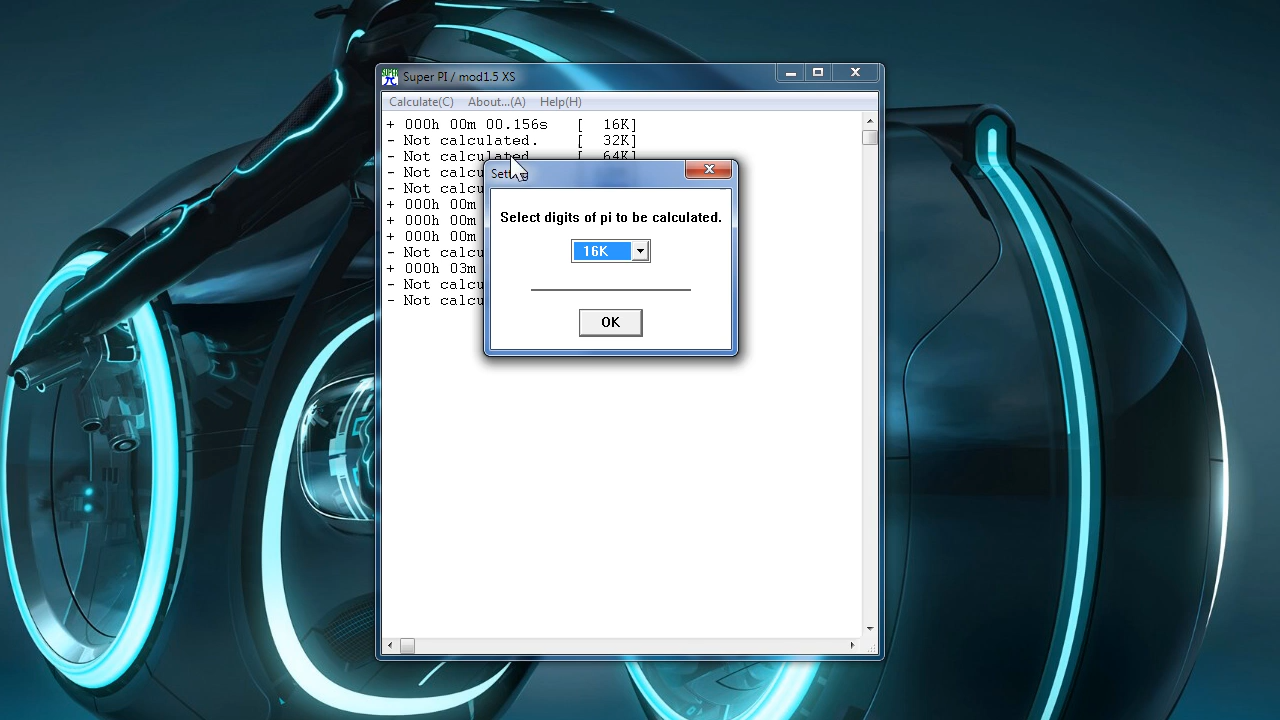 Super PI / mod1.5 XS
Calculate(C) About...(A) Help(H)
+ 000h 00m 00.156s [ 16K]
- Not calculated. [ 32K]
- Not calculated. [ 64K]
- Not calcu
- Not calcu
+ 000h 00m
+ 000h 00m
+ 000h 00m
- Not calcu
+ 000h 03m
- Not calcu
- Not calcu
Setting
Select digits of pi to be calculated.
16K
OK